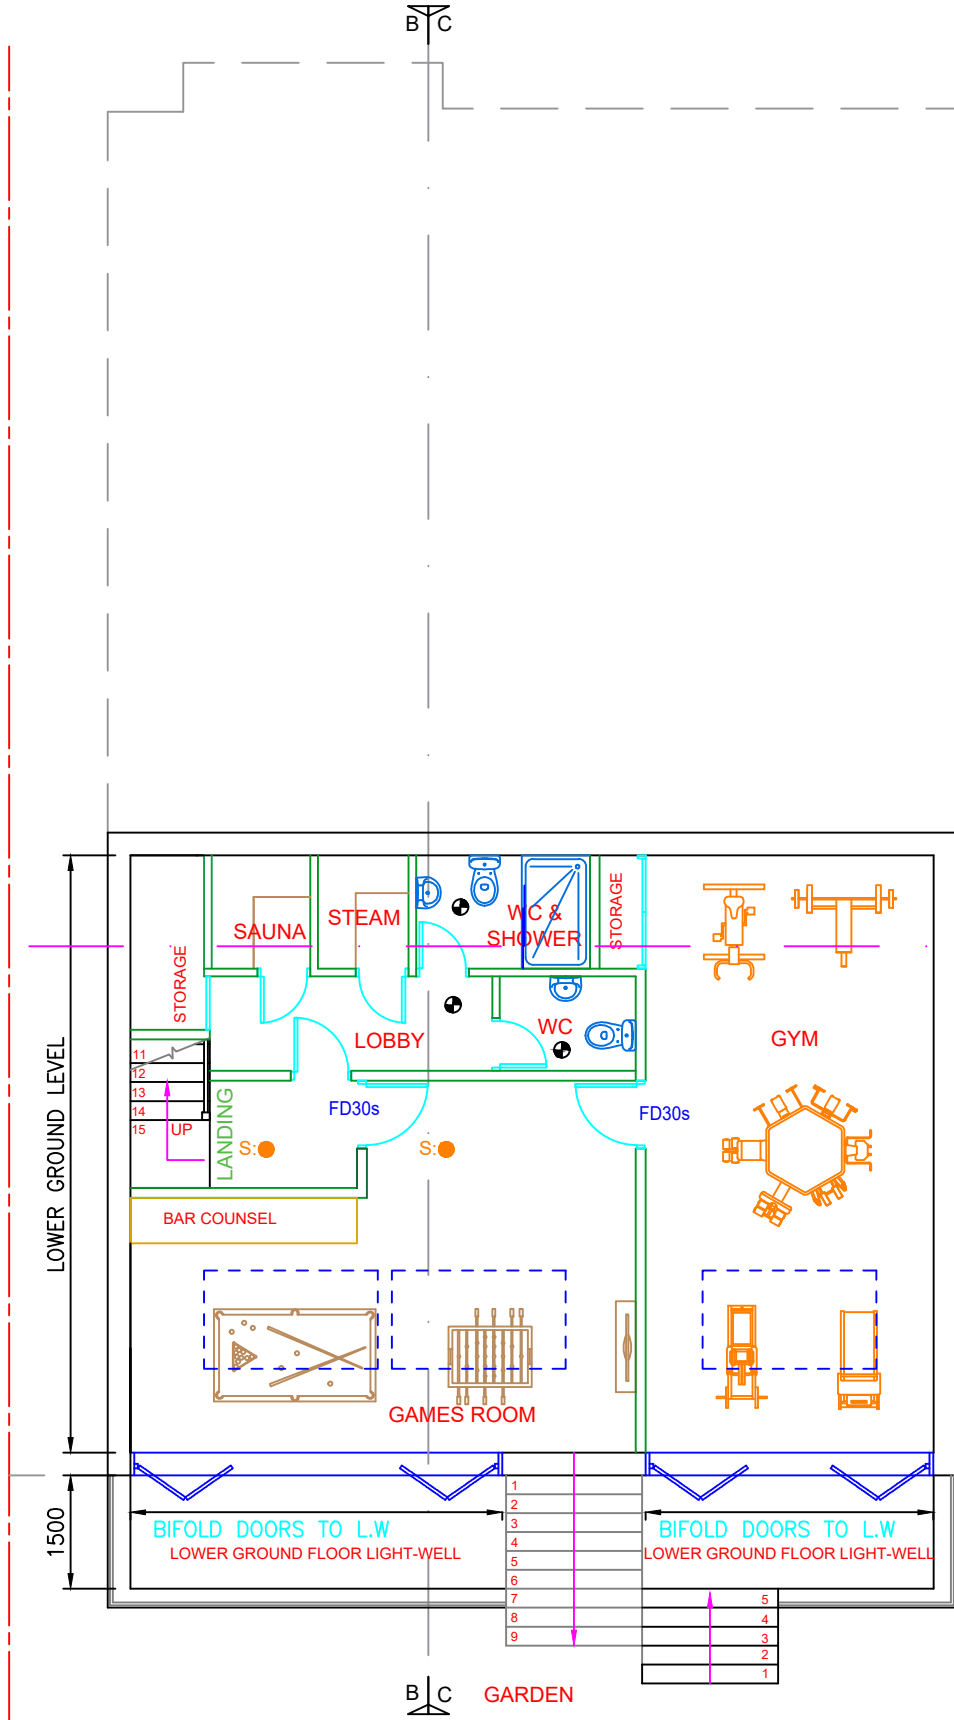 B C
SAUNA
STEAM
WC &
SHOWER
STORAGE
STORAGE
LOBBY
WC
GYM
LOWER GROUND LEVEL
11
12
13
14
15
UP
LANDING
FD30s
FD30s
S:
S:
BAR COUNSEL
GAMES ROOM
1500
BIFOLD DOORS TO L.W
LOWER GROUND FLOOR LIGHT-WELL
1
2
3
4
5
6
7
8
9
BIFOLD DOORS TO L.W
LOWER GROUND FLOOR LIGHT-WELL
5
4
3
2
1
B C
GARDEN